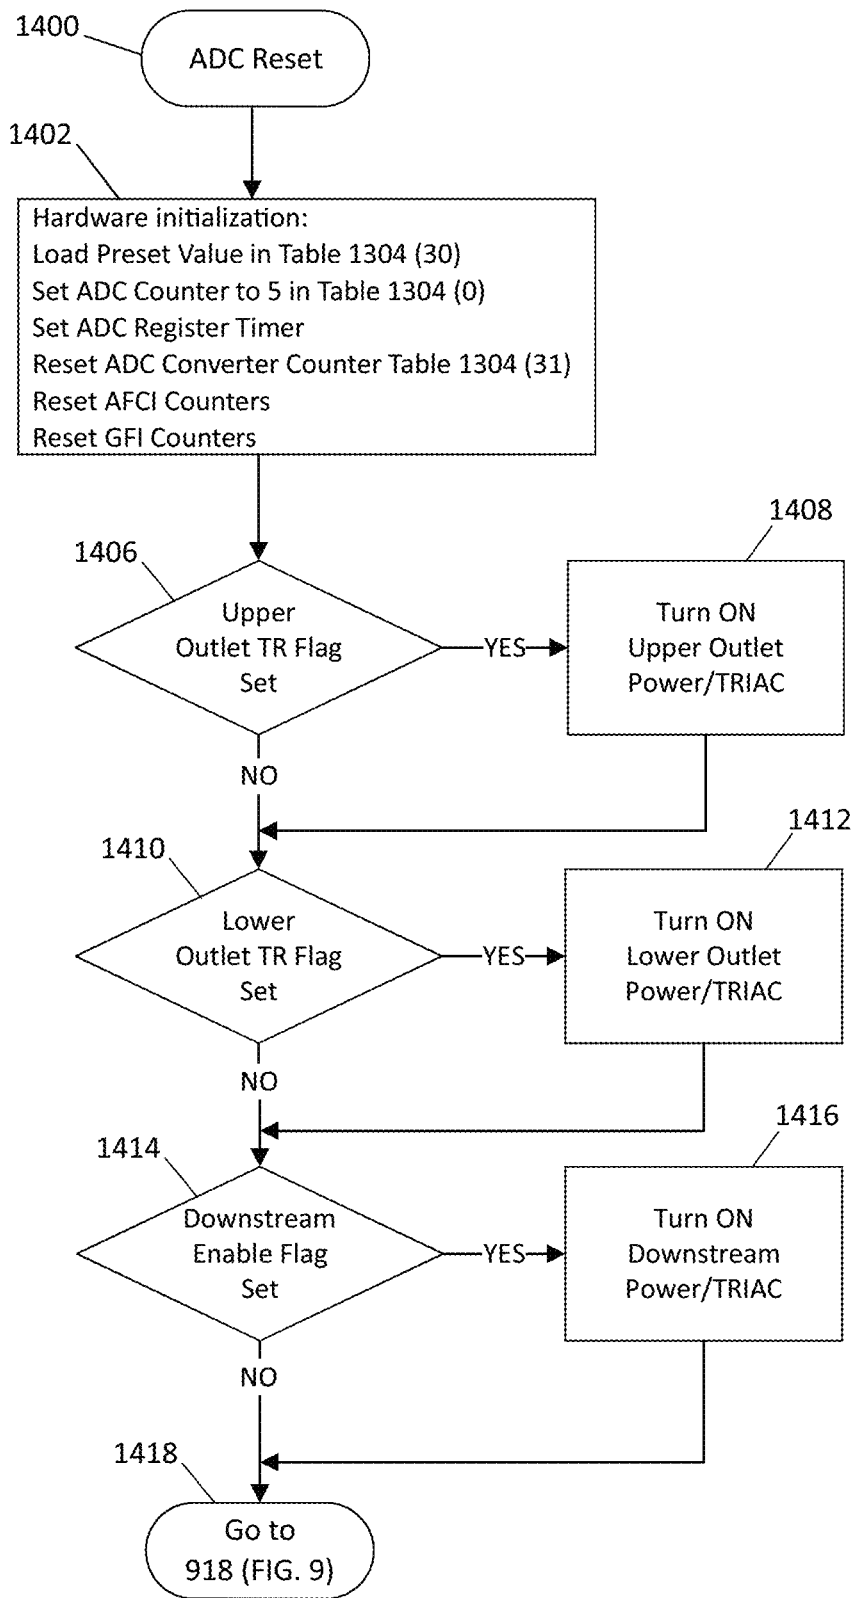 1400
ADC Reset
1402
Hardware initialization:
Load Preset Value in Table 1304 (30)
Set ADC Counter to 5 in Table 1304 (0)
Set ADC Register Timer
Reset ADC Converter Counter Table 1304 (31)
Reset AFCI Counters
Reset GFI Counters
1406
Upper
Outlet TR Flag
Set
YES
1408
Turn ON
Upper Outlet
Power/TRIAC
NO
1410
Lower
Outlet TR Flag
Set
YES
1412
Turn ON
Lower Outlet
Power/TRIAC
NO
1414
Downstream
Enable Flag
Set
YES
1416
Turn ON
Downstream
Power/TRIAC
NO
1418
Go to
918 (FIG. 9)